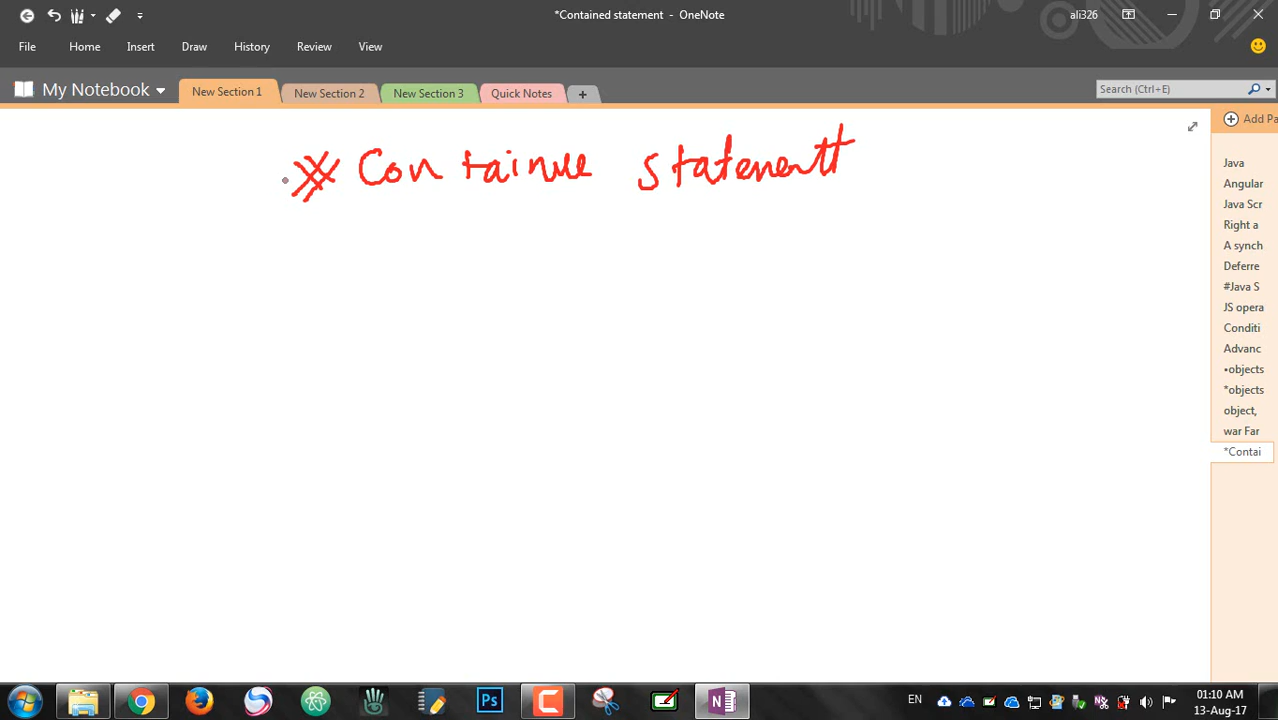 *Contained statement - OneNote
ali326
File Home Insert Draw History Review View
My Notebook New Section 1 New Section 2 New Section 3 Quick Notes + Search (Ctrl+E)
Add Pa
※ Containue statement
Java
Angular
Java Scr
Right a
A synch
Deferre
#Java S
JS opera
Conditi
Advanc
•objects
*objects
object,
war Far
*Contai
EN
01:10 AM
13-Aug-17
Ps
N